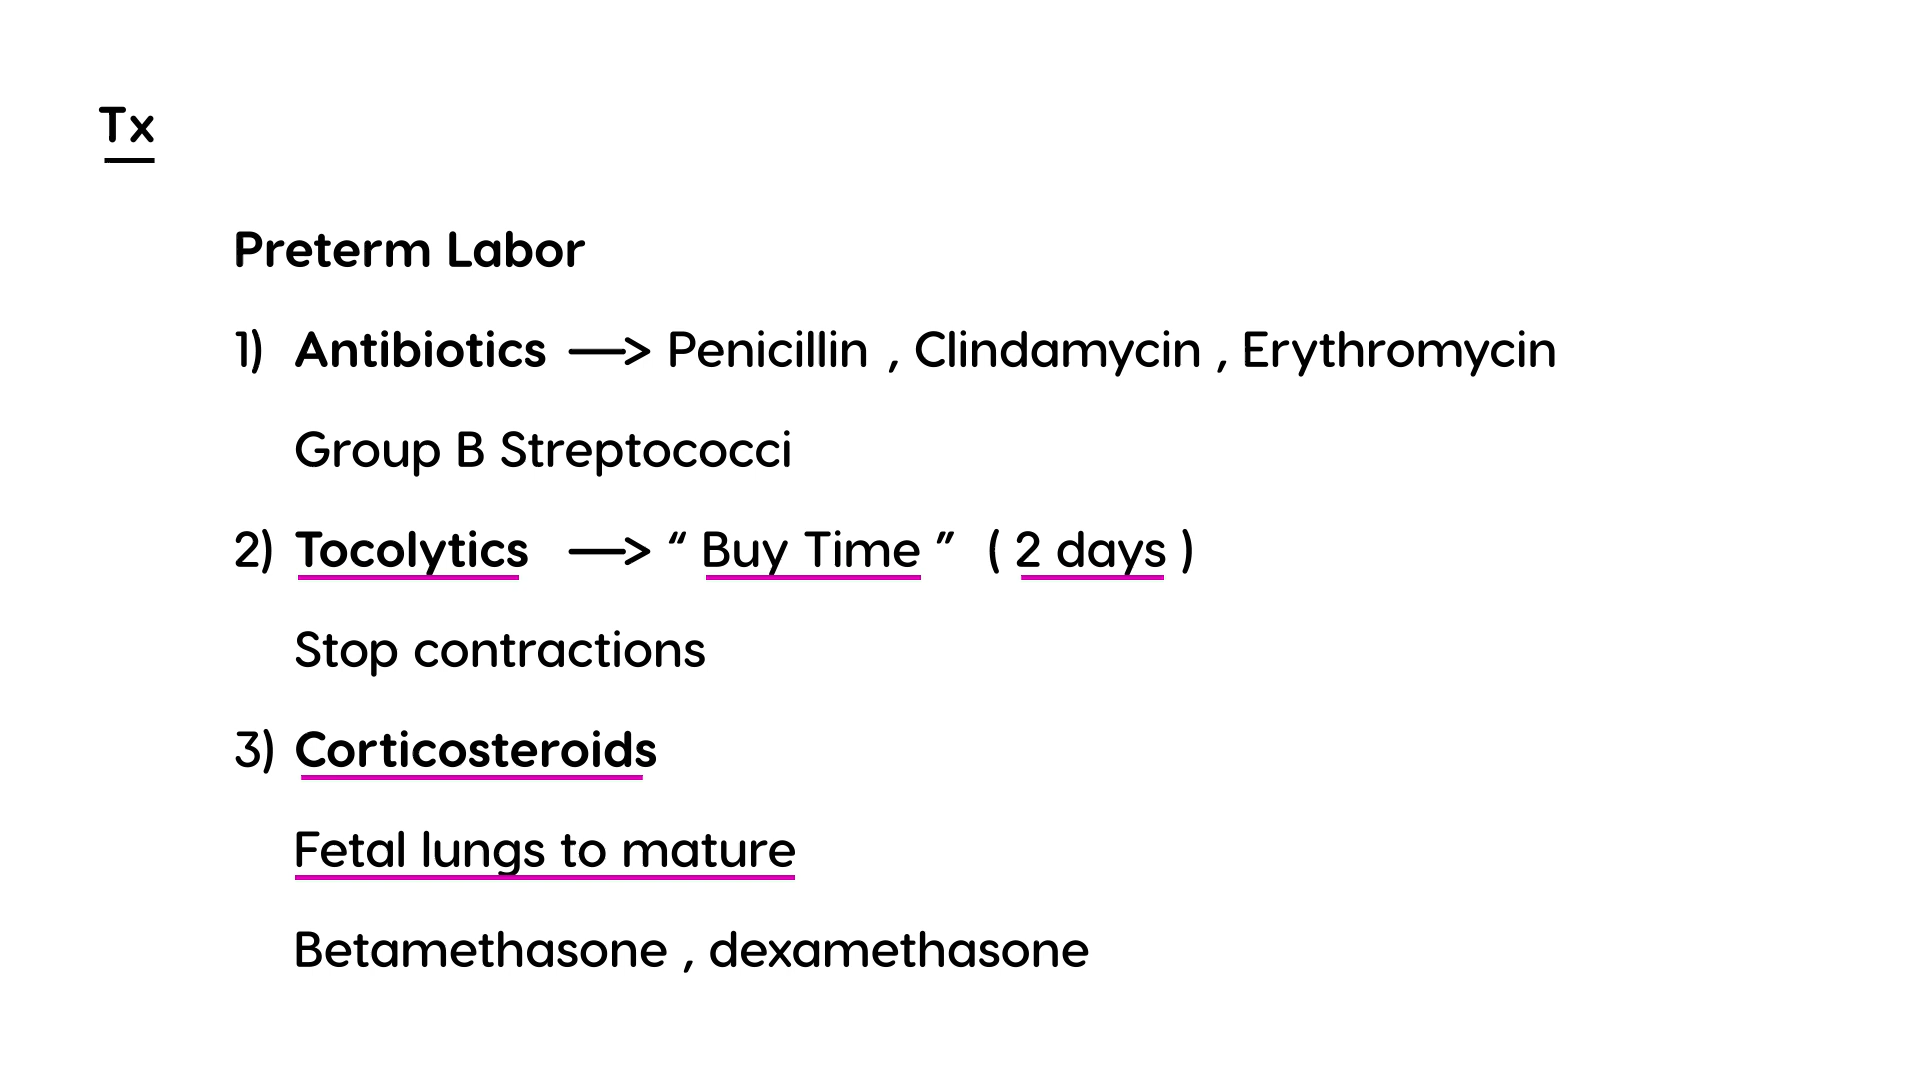 Tx
Preterm Labor
1) Antibiotics —> Penicillin , Clindamycin , Erythromycin
Group B Streptococci
2) Tocolytics —> “ Buy Time ” ( 2 days )
Stop contractions
3) Corticosteroids
Fetal lungs to mature
Betamethasone , dexamethasone